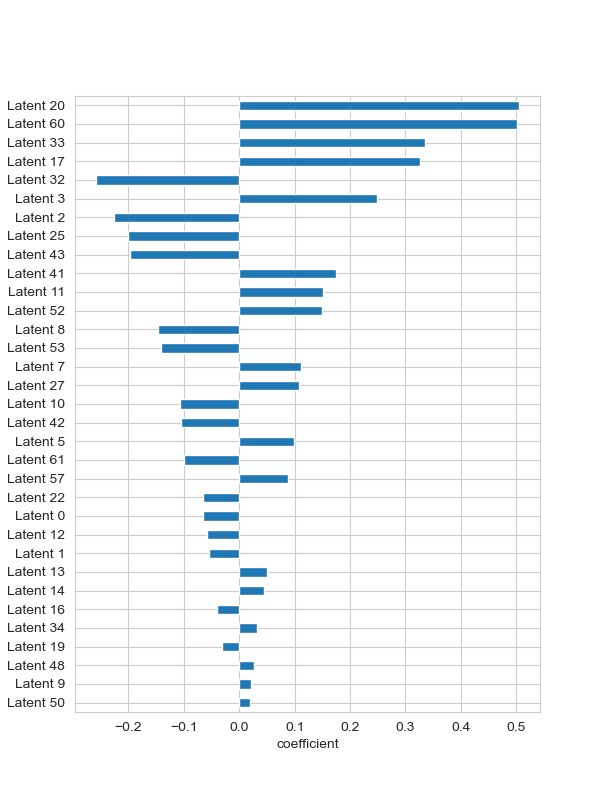 Latent 20
Latent 60
Latent 33
Latent 17
Latent 32
Latent 3
Latent 2
Latent 25
Latent 43
Latent 41
Latent 11
Latent 52
Latent 8
Latent 53
Latent 7
Latent 27
Latent 10
Latent 42
Latent 5
Latent 61
Latent 57
Latent 22
Latent 0
Latent 12
Latent 1
Latent 13
Latent 14
Latent 16
Latent 34
Latent 19
Latent 48
Latent 9
Latent 50
−0.2 −0.1 0.0 0.1 0.2 0.3 0.4 0.5
coefficient